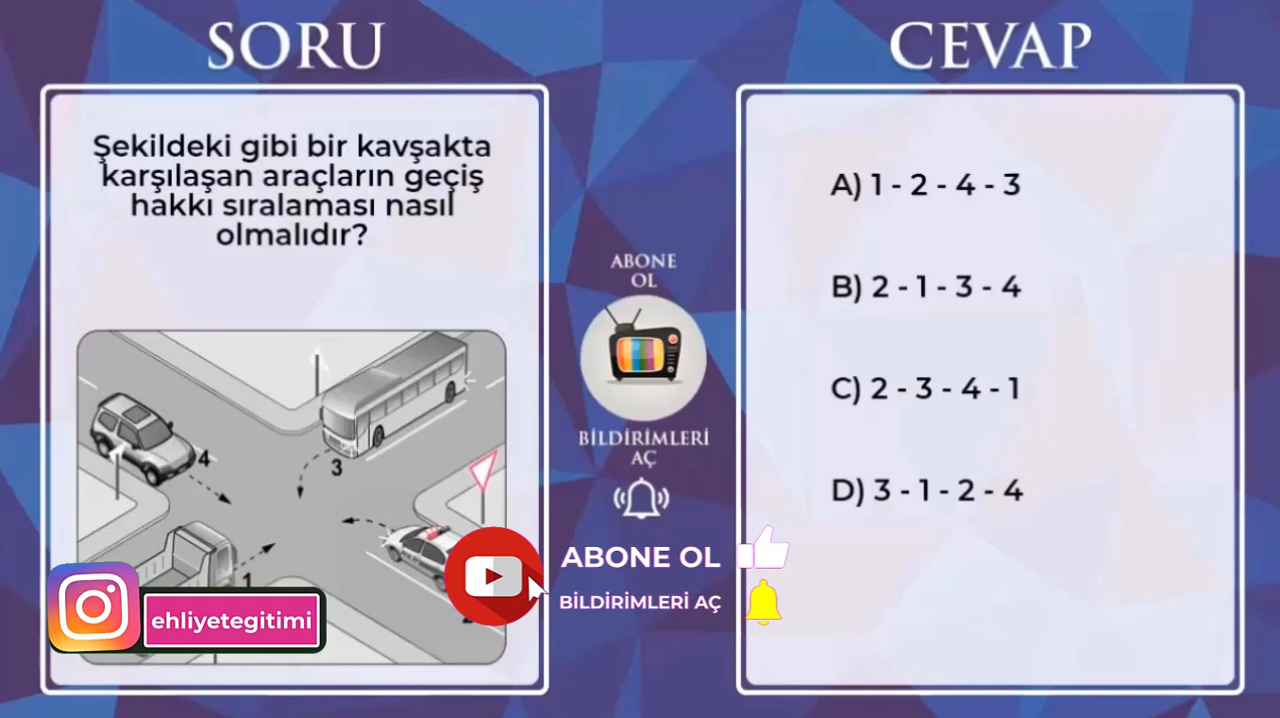 SORU
Şekildeki gibi bir kavşakta
karşılaşan araçların geçiş
hakkı sıralaması nasıl
olmalıdır?
4
3
1
ehliyetegitimi
ABONE
OL
BİLDİRİMLERİ
AÇ
ABONE OL
BİLDİRİMLERİ AÇ
CEVAP
A) 1 - 2 - 4 - 3
B) 2 - 1 - 3 - 4
C) 2 - 3 - 4 - 1
D) 3 - 1 - 2 - 4